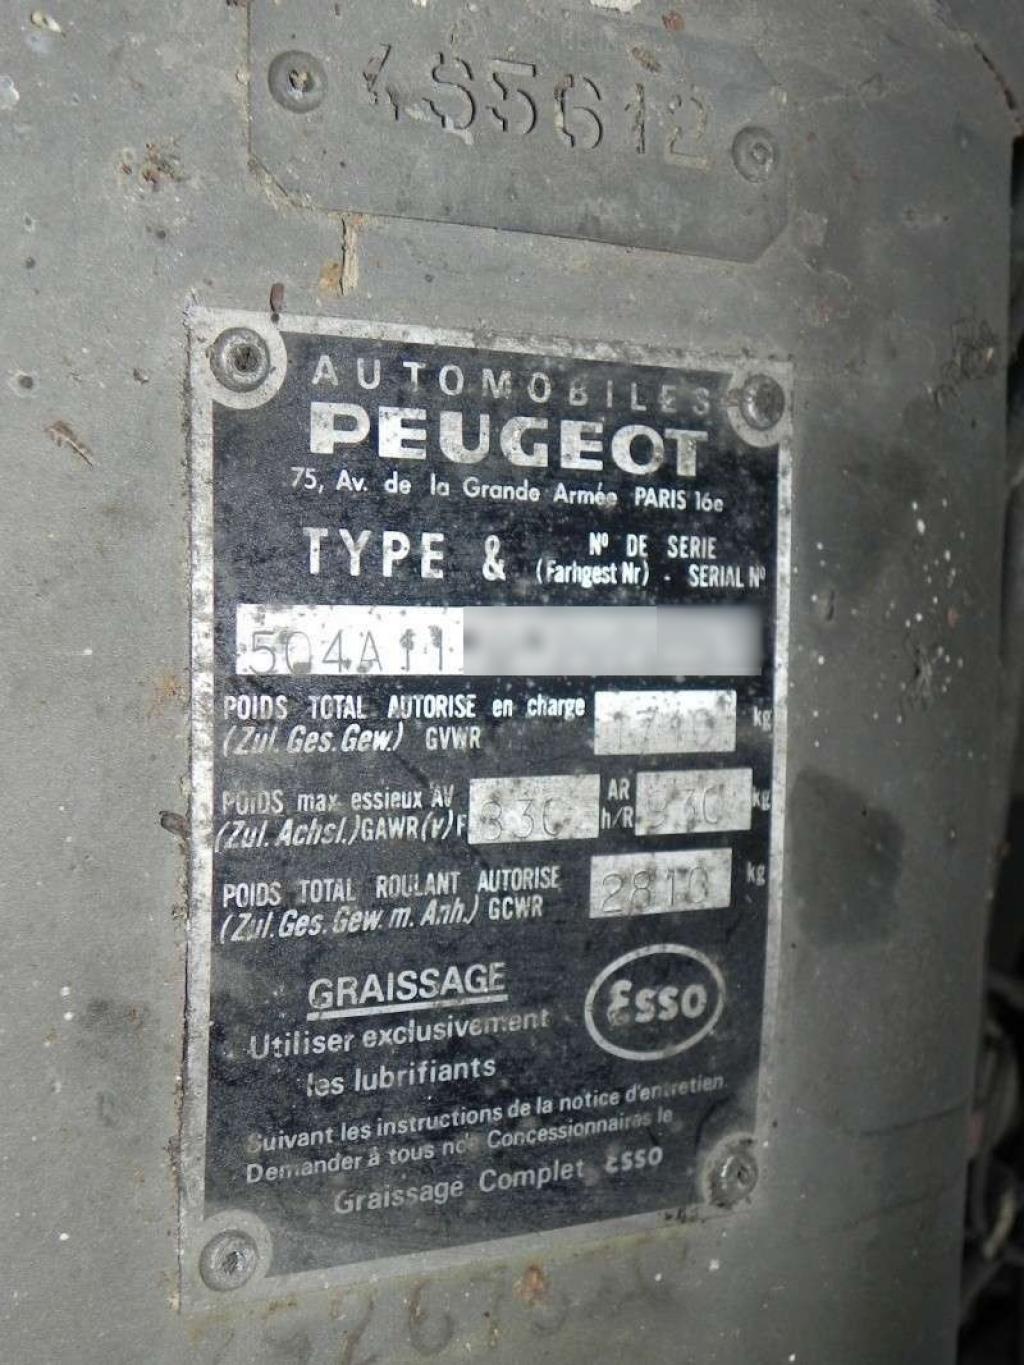 4S5612
AUTOMOBILES
PEUGEOT
75, Av. de la Grande Armée PARIS 16e
TYPE & Nº DE SERIE
(Farhgest Nr) - SERIAL Nº
504A11
POIDS TOTAL AUTORISE en charge 1710 kg
(Zul. Ges. Gew.) GVWR
POIDS max essieux AV 830 AR kg
(Zul. Achsl.) GAWR (v) F h/R
POIDS TOTAL ROULANT AUTORISE 2810 kg
(Zul. Ges. Gew. m. Anh.) GCWR
GRAISSAGE
Esso
Utiliser exclusivement
les lubrifiants
Suivant les instructions de la notice d'entretien.
Demander à tous nos Concessionnaires le
Graissage Complet Esso